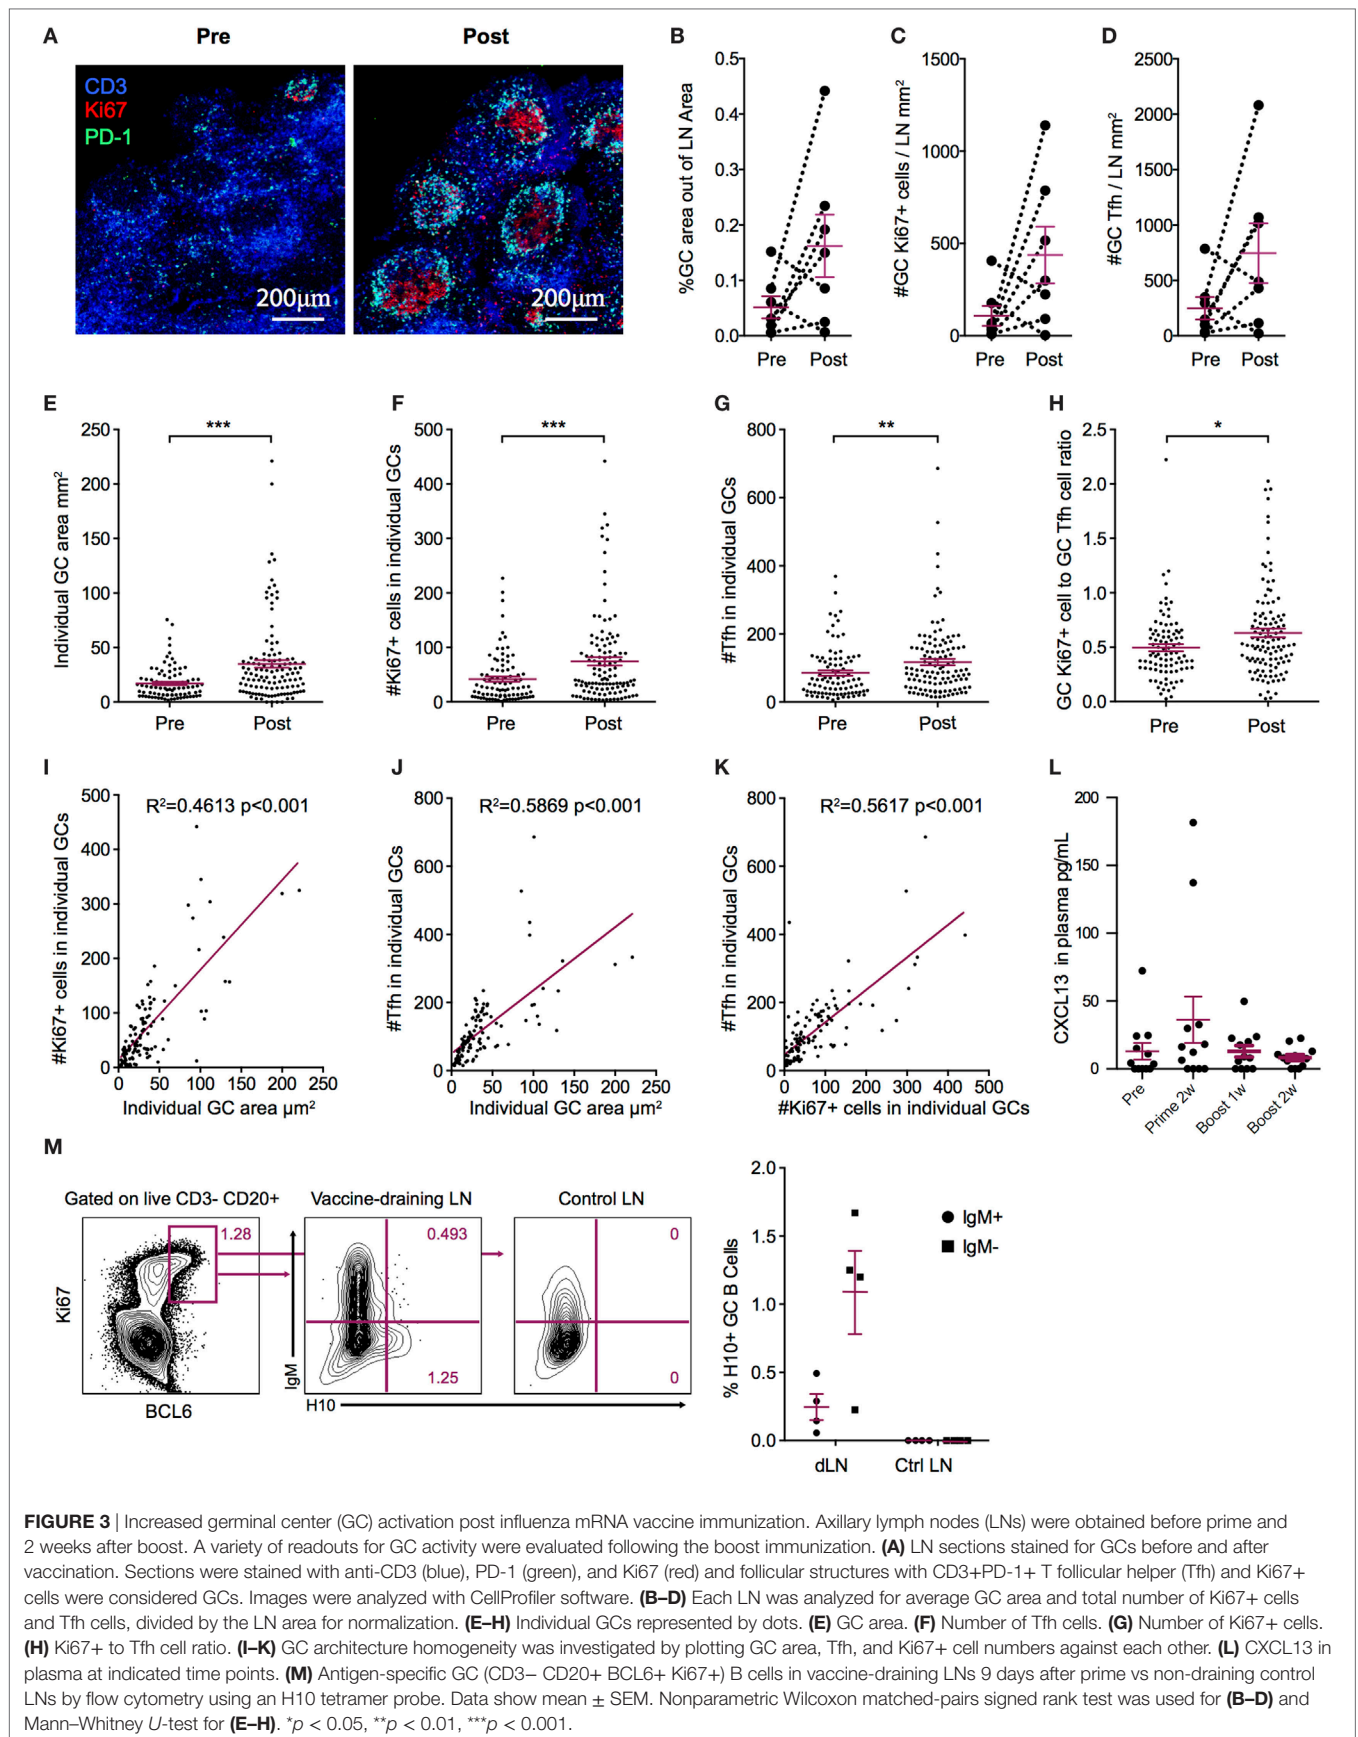 A
Pre
Post
CD3
Ki67
PD-1
200µm
200µm
B
%GC area out of LN Area
0.5
0.4
0.3
0.2
0.1
0.0
Pre
Post
C
#GC Ki67+ cells / LN mm²
1500
1000
500
0
Pre
Post
D
#GC Tfh / LN mm²
2500
2000
1500
1000
500
0
Pre
Post
E
Individual GC area mm²
250
200
150
100
50
0
***
Pre
Post
F
#Ki67+ cells in individual GCs
500
400
300
200
100
0
***
Pre
Post
G
#Tfh in individual GCs
800
600
400
200
0
**
Pre
Post
H
GC Ki67+ cell to GC Tfh cell ratio
2.5
2.0
1.5
1.0
0.5
0.0
*
Pre
Post
I
#Ki67+ cells in individual GCs
R²=0.4613 p<0.001
500
400
300
200
100
0
0
50
100
150
200
250
Individual GC area µm²
J
#Tfh in individual GCs
R²=0.5869 p<0.001
800
600
400
200
0
0
50
100
150
200
250
Individual GC area µm²
K
#Tfh in individual GCs
R²=0.5617 p<0.001
800
600
400
200
0
0
100
200
300
400
500
#Ki67+ cells in individual GCs
L
CXCL13 in plasma pg/mL
200
150
100
50
0
Pre
Prime 2w
Boost 1w
Boost 2w
M
Gated on live CD3- CD20+
1.28
Ki67
BCL6
Vaccine-draining LN
0.493
1.25
IgM
H10
Control LN
0
0
% H10+ GC B Cells
2.0
1.5
1.0
0.5
0.0
IgM+
IgM-
dLN
Ctrl LN
FIGURE 3 | Increased germinal center (GC) activation post influenza mRNA vaccine immunization. Axillary lymph nodes (LNs) were obtained before prime and
2 weeks after boost. A variety of readouts for GC activity were evaluated following the boost immunization. (A) LN sections stained for GCs before and after
vaccination. Sections were stained with anti-CD3 (blue), PD-1 (green), and Ki67 (red) and follicular structures with CD3+PD-1+ T follicular helper (Tfh) and Ki67+
cells were considered GCs. Images were analyzed with CellProfiler software. (B–D) Each LN was analyzed for average GC area and total number of Ki67+ cells
and Tfh cells, divided by the LN area for normalization. (E–H) Individual GCs represented by dots. (E) GC area. (F) Number of Tfh cells. (G) Number of Ki67+ cells.
(H) Ki67+ to Tfh cell ratio. (I–K) GC architecture homogeneity was investigated by plotting GC area, Tfh, and Ki67+ cell numbers against each other. (L) CXCL13 in
plasma at indicated time points. (M) Antigen-specific GC (CD3− CD20+ BCL6+ Ki67+) B cells in vaccine-draining LNs 9 days after prime vs non-draining control
LNs by flow cytometry using an H10 tetramer probe. Data show mean ± SEM. Nonparametric Wilcoxon matched-pairs signed rank test was used for (B–D) and
Mann–Whitney U-test for (E–H). *p < 0.05, **p < 0.01, ***p < 0.001.